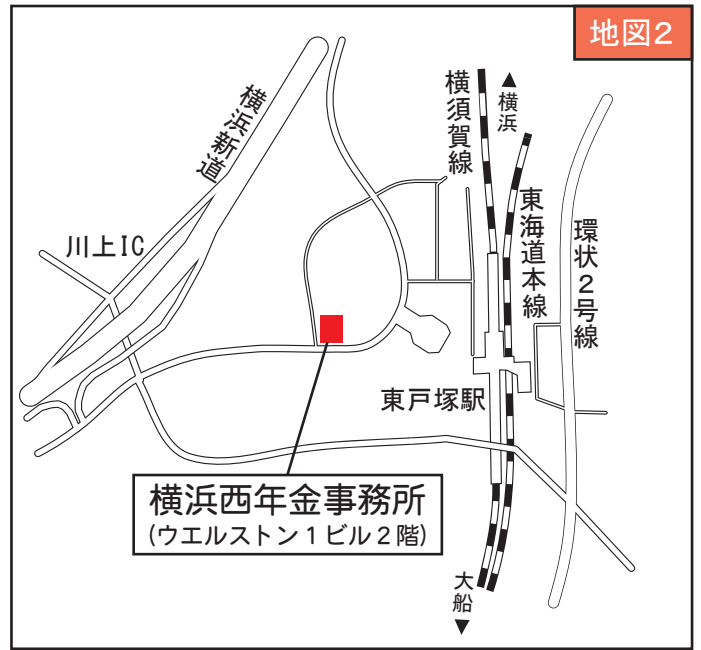 地図2
横浜新道
川上IC
横須賀線
▲横浜
東海道本線
環状2号線
東戸塚駅
横浜西年金事務所
(ウエルストン1ビル2階)
大船▼